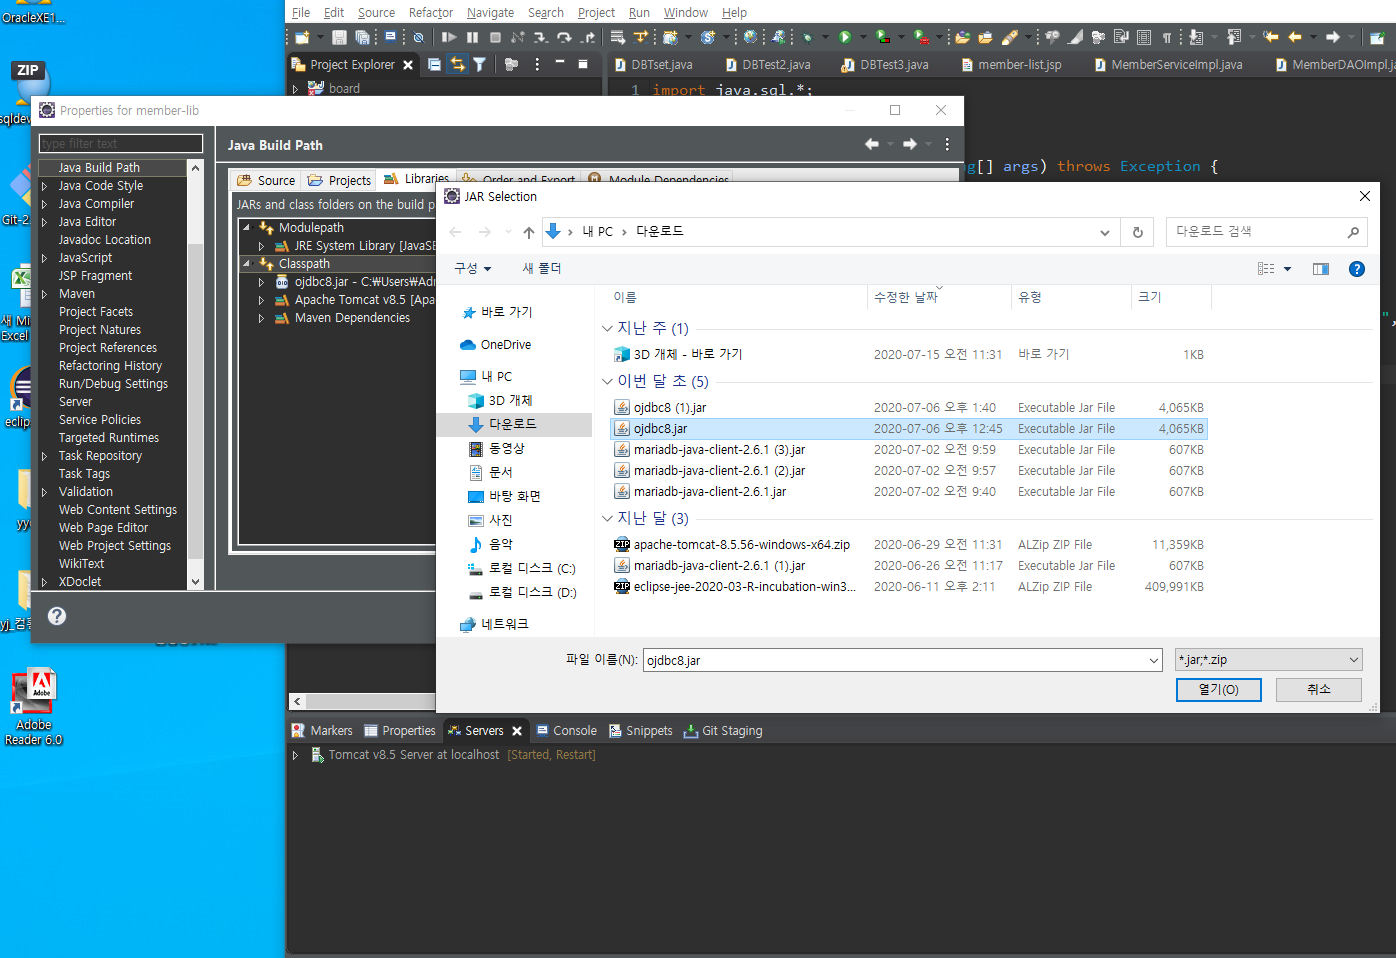 OracleXE1...
ZIP
sqldev
Git-2.
새 Mi
Excel
eclip
yy
yj_컴
Adobe
Adobe
Reader 6.0
File Edit Source Refactor Navigate Search Project Run Window Help
Project Explorer
board
DBTset.java DBTest2.java DBTest3.java member-list.jsp MemberServiceImpl.java MemberDAOImpl.ja
1 import java.sql.*;
g[] args) throws Exception {
",
Properties for member-lib
type filter text
Java Build Path
Java Code Style
Java Compiler
Java Editor
Javadoc Location
JavaScript
JSP Fragment
Maven
Project Facets
Project Natures
Project References
Refactoring History
Run/Debug Settings
Server
Service Policies
Targeted Runtimes
Task Repository
Task Tags
Validation
Web Content Settings
Web Page Editor
Web Project Settings
WikiText
XDoclet
Java Build Path
Source Projects Libraries Order and Export Module Dependencies
JARs and class folders on the build p
Modulepath
JRE System Library [JavaSE
Classpath
ojdbc8.jar - C:₩Users₩Adr
Apache Tomcat v8.5 [Apa
Maven Dependencies
JAR Selection
내 PC › 다운로드
다운로드 검색
구성 새 폴더
바로 가기
OneDrive
내 PC
3D 개체
다운로드
동영상
문서
바탕 화면
사진
음악
로컬 디스크 (C:)
로컬 디스크 (D:)
네트워크
이름 수정한 날짜 유형 크기
지난 주 (1)
3D 개체 - 바로 가기 2020-07-15 오전 11:31 바로 가기 1KB
이번 달 초 (5)
ojdbc8 (1).jar 2020-07-06 오후 1:40 Executable Jar File 4,065KB
ojdbc8.jar 2020-07-06 오후 12:45 Executable Jar File 4,065KB
mariadb-java-client-2.6.1 (3).jar 2020-07-02 오전 9:59 Executable Jar File 607KB
mariadb-java-client-2.6.1 (2).jar 2020-07-02 오전 9:57 Executable Jar File 607KB
mariadb-java-client-2.6.1.jar 2020-07-02 오전 9:40 Executable Jar File 607KB
지난 달 (3)
apache-tomcat-8.5.56-windows-x64.zip 2020-06-29 오전 11:31 ALZip ZIP File 11,359KB
mariadb-java-client-2.6.1 (1).jar 2020-06-26 오전 11:17 Executable Jar File 607KB
eclipse-jee-2020-03-R-incubation-win3... 2020-06-11 오후 2:11 ALZip ZIP File 409,991KB
파일 이름(N): ojdbc8.jar *.jar;*.zip
열기(O) 취소
Markers Properties Servers Console Snippets Git Staging
Tomcat v8.5 Server at localhost [Started, Restart]